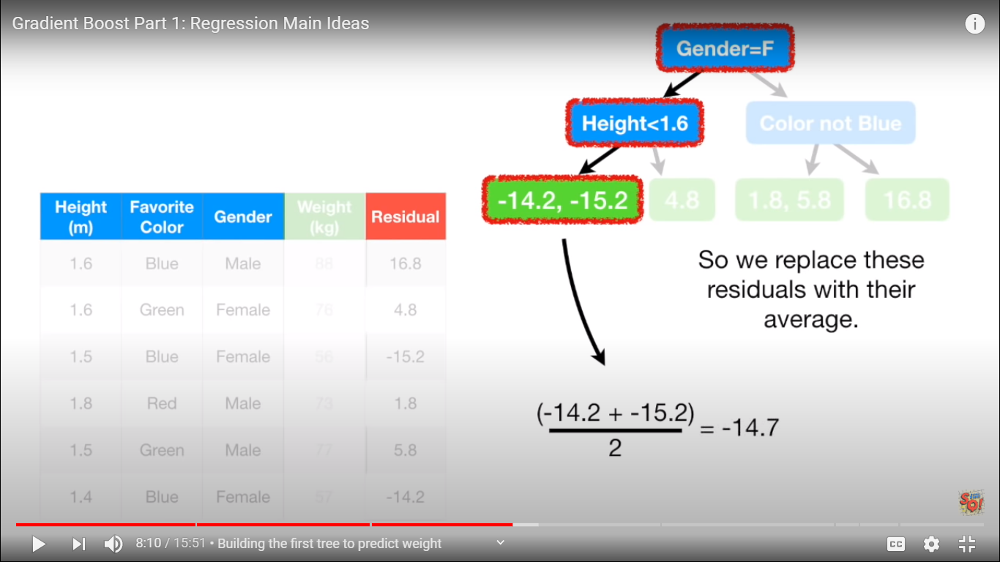 Gradient Boost Part 1: Regression Main Ideas
Gender=F
Height<1.6
Color not Blue
-14.2, -15.2
4.8
1.8, 5.8
16.8
Height (m) Favorite Color Gender Weight (kg) Residual
1.6 Blue Male 88 16.8
1.6 Green Female 76 4.8
1.5 Blue Female 56 -15.2
1.8 Red Male 73 1.8
1.5 Green Male 77 5.8
1.4 Blue Female 57 -14.2
So we replace these
residuals with their
average.
(-14.2 + -15.2)
2
= -14.7
SQ!
8:10 / 15:51 • Building the first tree to predict weight
CC